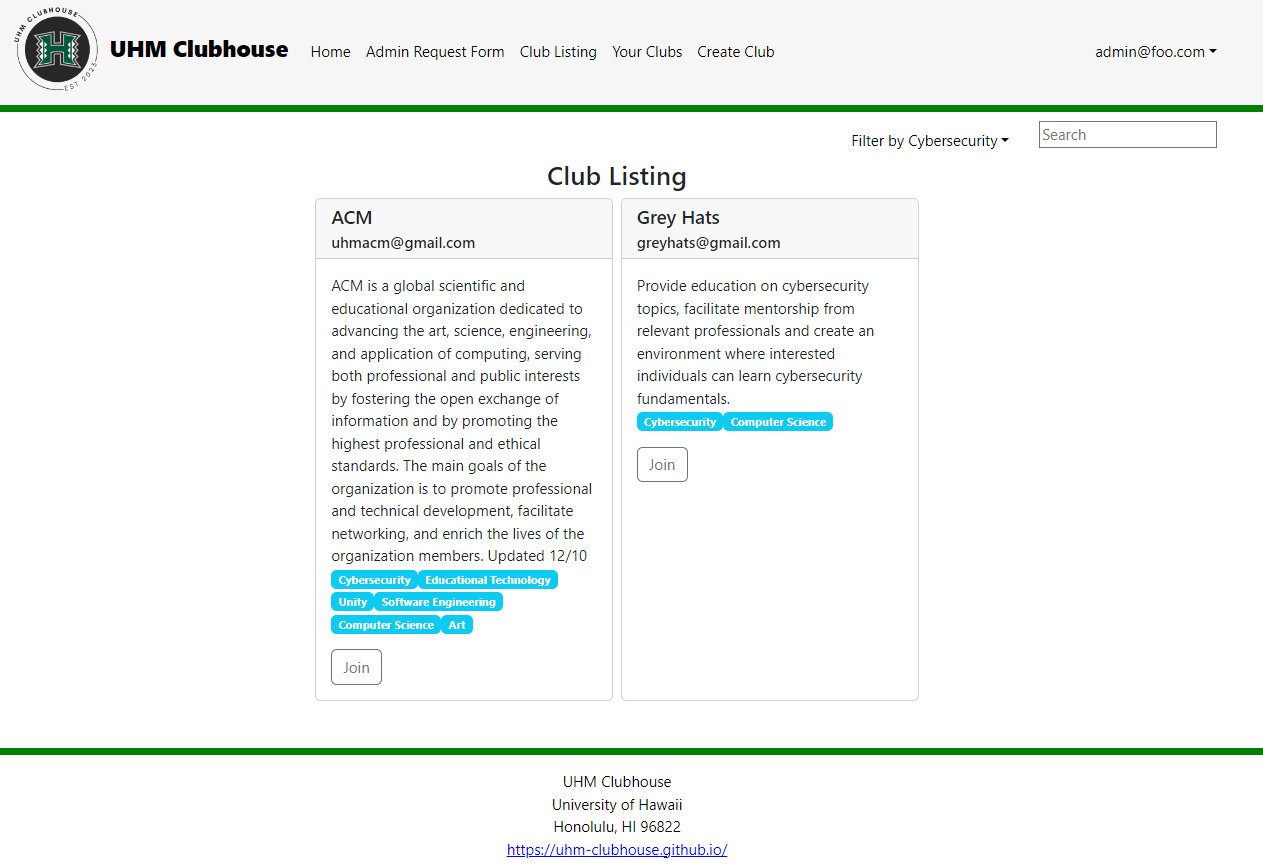 UHM CLUBHOUSE
H
EST 2023
UHM Clubhouse Home Admin Request Form Club Listing Your Clubs Create Club admin@foo.com
Filter by Cybersecurity Search
Club Listing
ACM
uhmacm@gmail.com
ACM is a global scientific and
educational organization dedicated to
advancing the art, science, engineering,
and application of computing, serving
both professional and public interests
by fostering the open exchange of
information and by promoting the
highest professional and ethical
standards. The main goals of the
organization is to promote professional
and technical development, facilitate
networking, and enrich the lives of the
organization members. Updated 12/10
Cybersecurity Educational Technology
Unity Software Engineering
Computer Science Art
Join
Grey Hats
greyhats@gmail.com
Provide education on cybersecurity
topics, facilitate mentorship from
relevant professionals and create an
environment where interested
individuals can learn cybersecurity
fundamentals.
Cybersecurity Computer Science
Join
UHM Clubhouse
University of Hawaii
Honolulu, HI 96822
https://uhm-clubhouse.github.io/